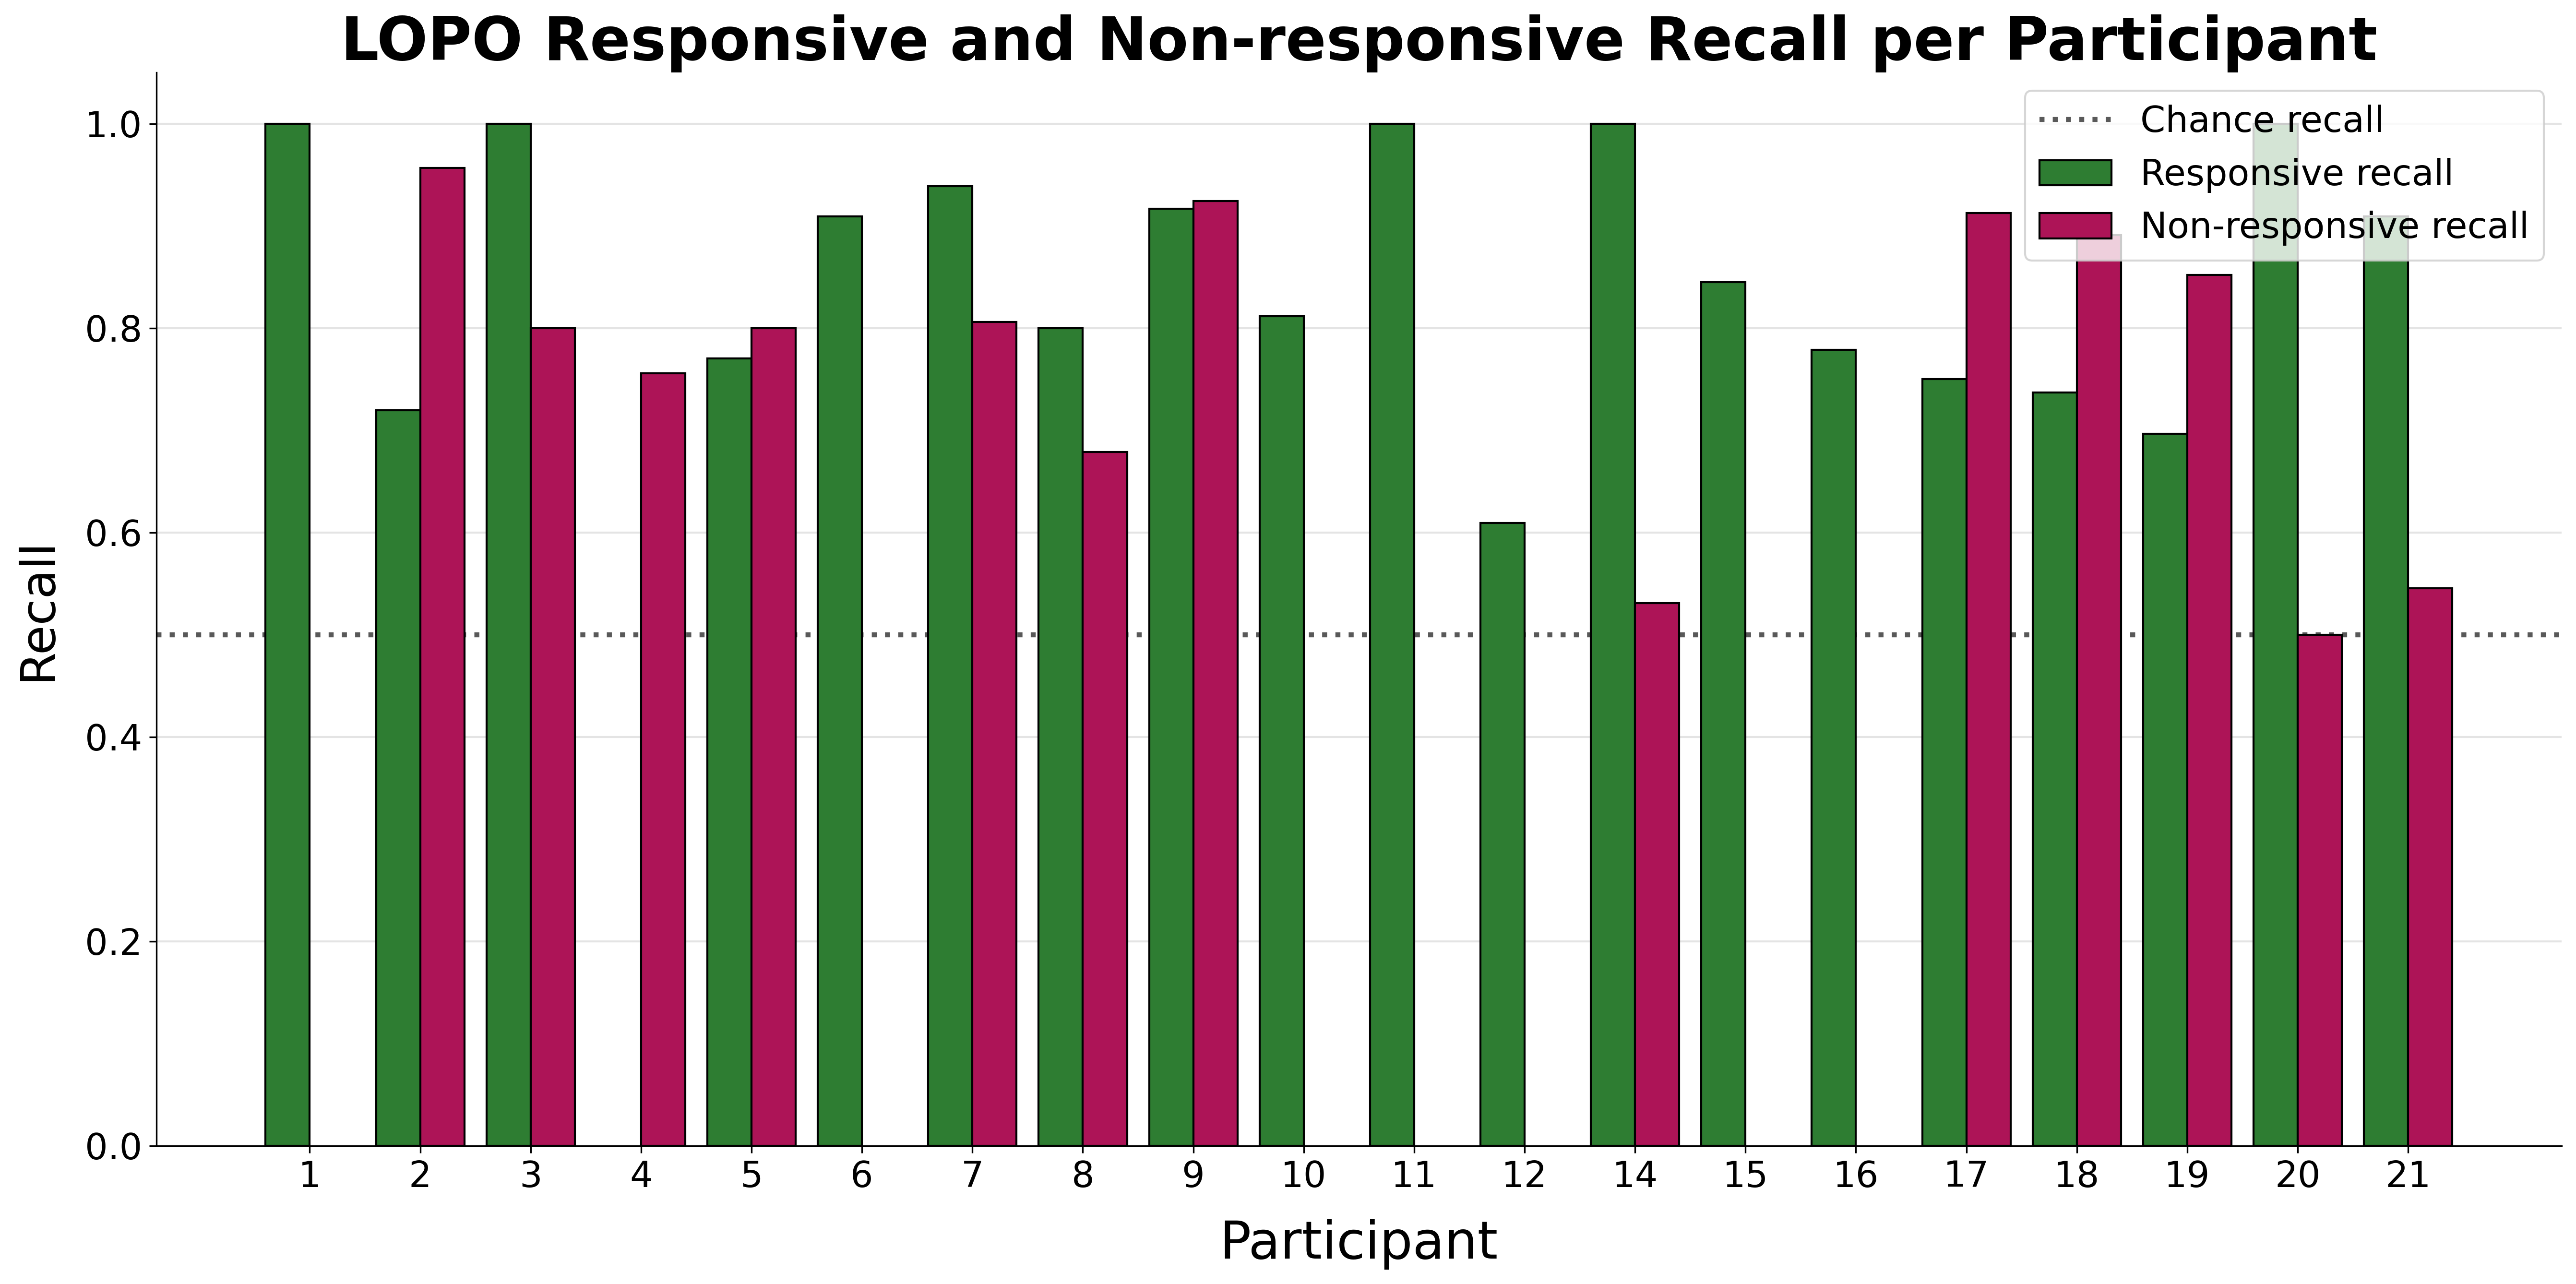 LOPO Responsive and Non-responsive Recall per Participant
Chance recall
Responsive recall
Non-responsive recall
1.0
0.8
0.6
0.4
0.2
0.0
Recall
1 2 3 4 5 6 7 8 9 10 11 12 14 15 16 17 18 19 20 21
Participant